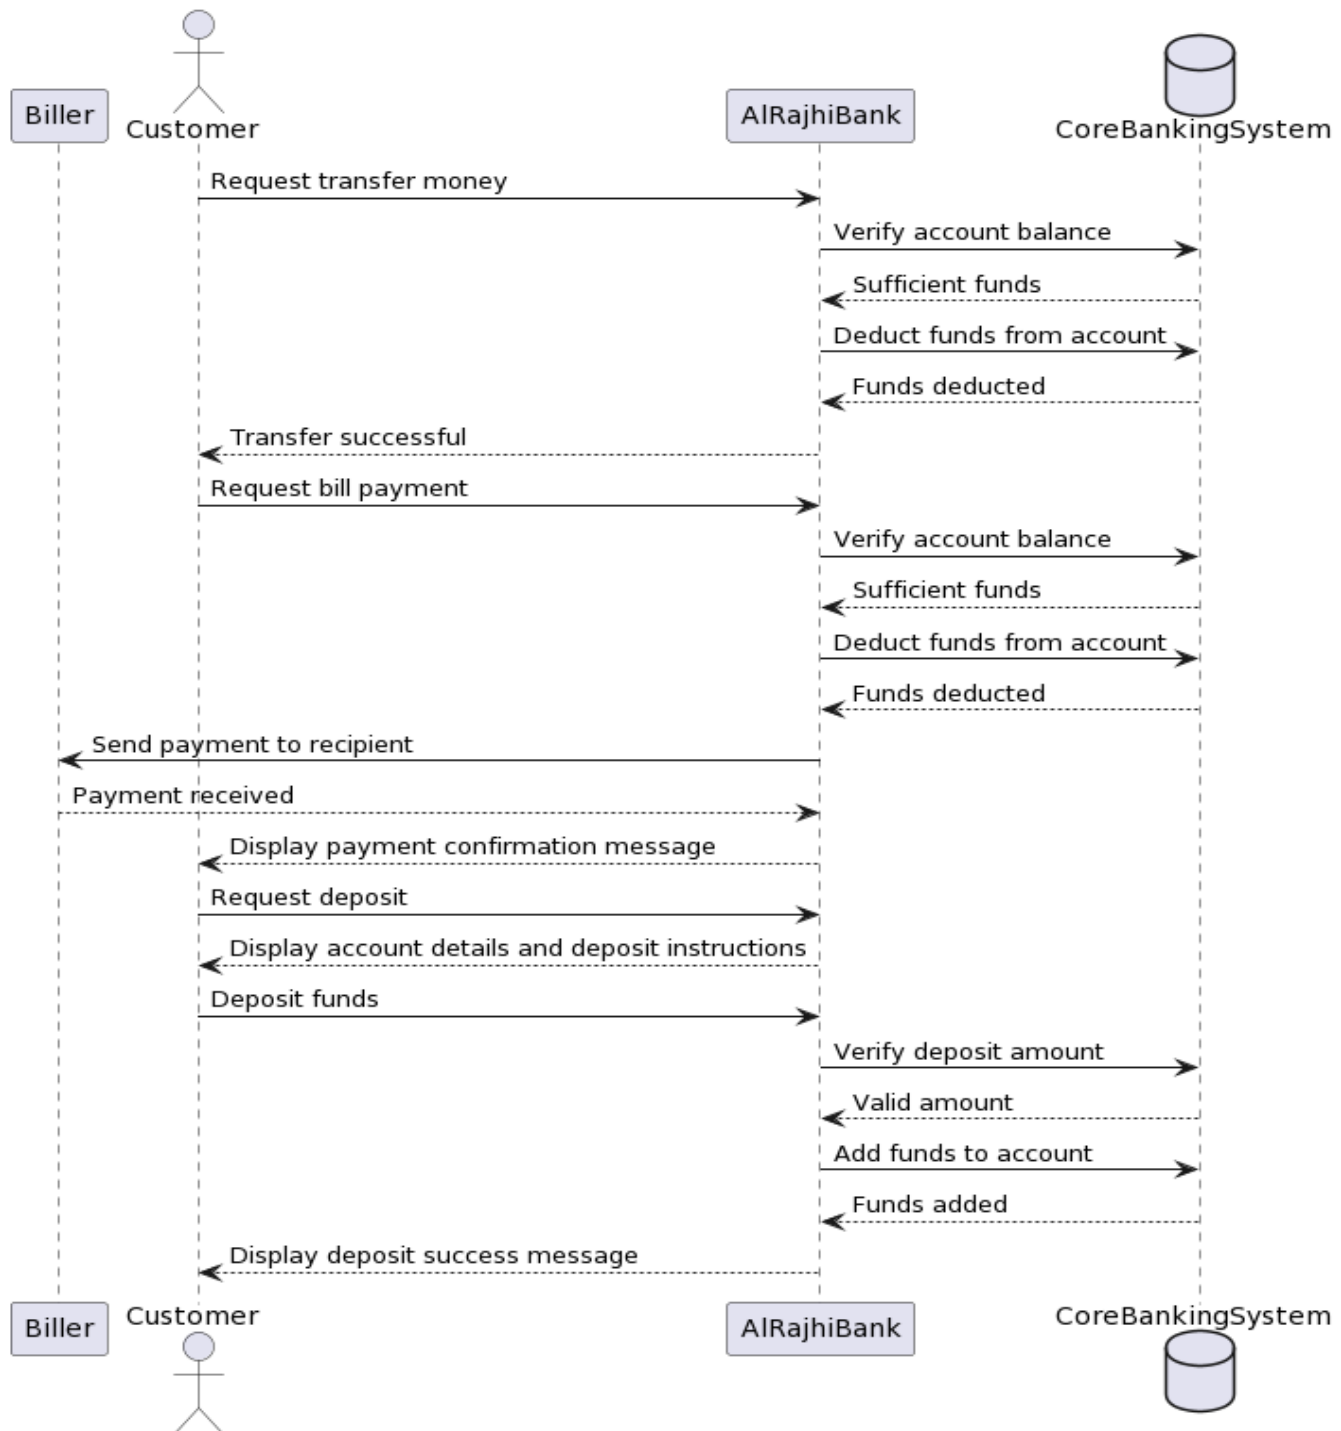 Biller
Customer
AlRajhiBank
CoreBankingSystem
Request transfer money
Verify account balance
Sufficient funds
Deduct funds from account
Funds deducted
Transfer successful
Request bill payment
Verify account balance
Sufficient funds
Deduct funds from account
Funds deducted
Send payment to recipient
Payment received
Display payment confirmation message
Request deposit
Display account details and deposit instructions
Deposit funds
Verify deposit amount
Valid amount
Add funds to account
Funds added
Display deposit success message
Biller
Customer
AlRajhiBank
CoreBankingSystem